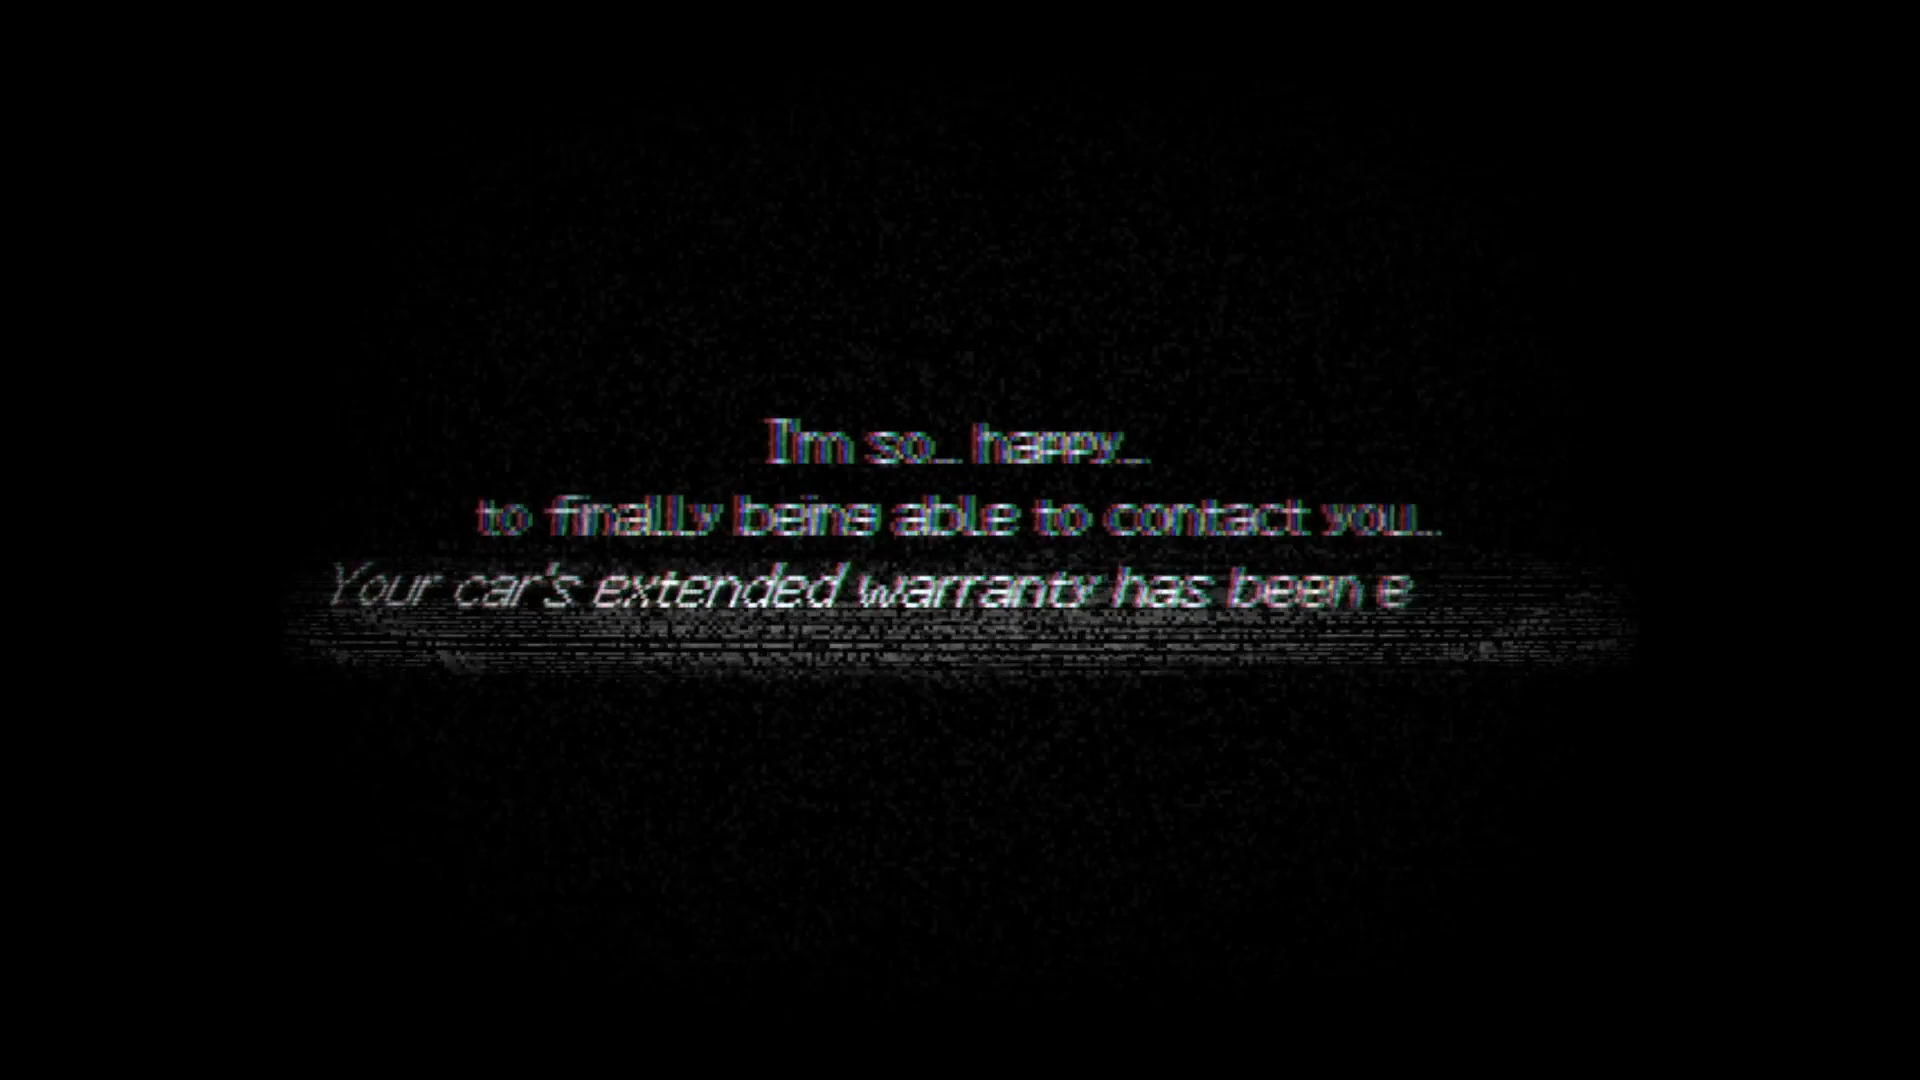 I'm so... happy...
to finally being able to contact you...
Your car's extended warranty has been e